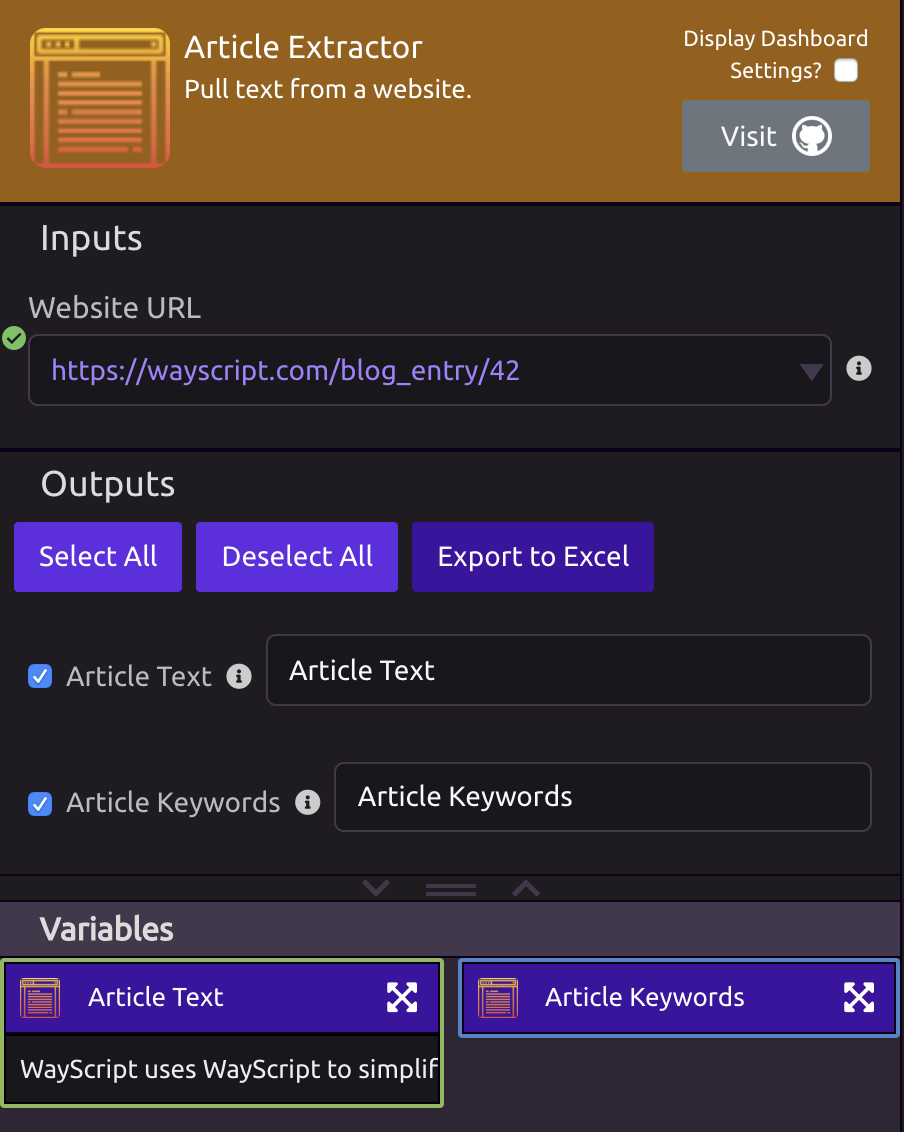 Article Extractor
Pull text from a website.
Display Dashboard
Settings?
Visit
Inputs
Website URL
https://wayscript.com/blog_entry/42
Outputs
Select All
Deselect All
Export to Excel
Article Text
Article Text
Article Keywords
Article Keywords
Variables
Article Text
Article Keywords
WayScript uses WayScript to simplif